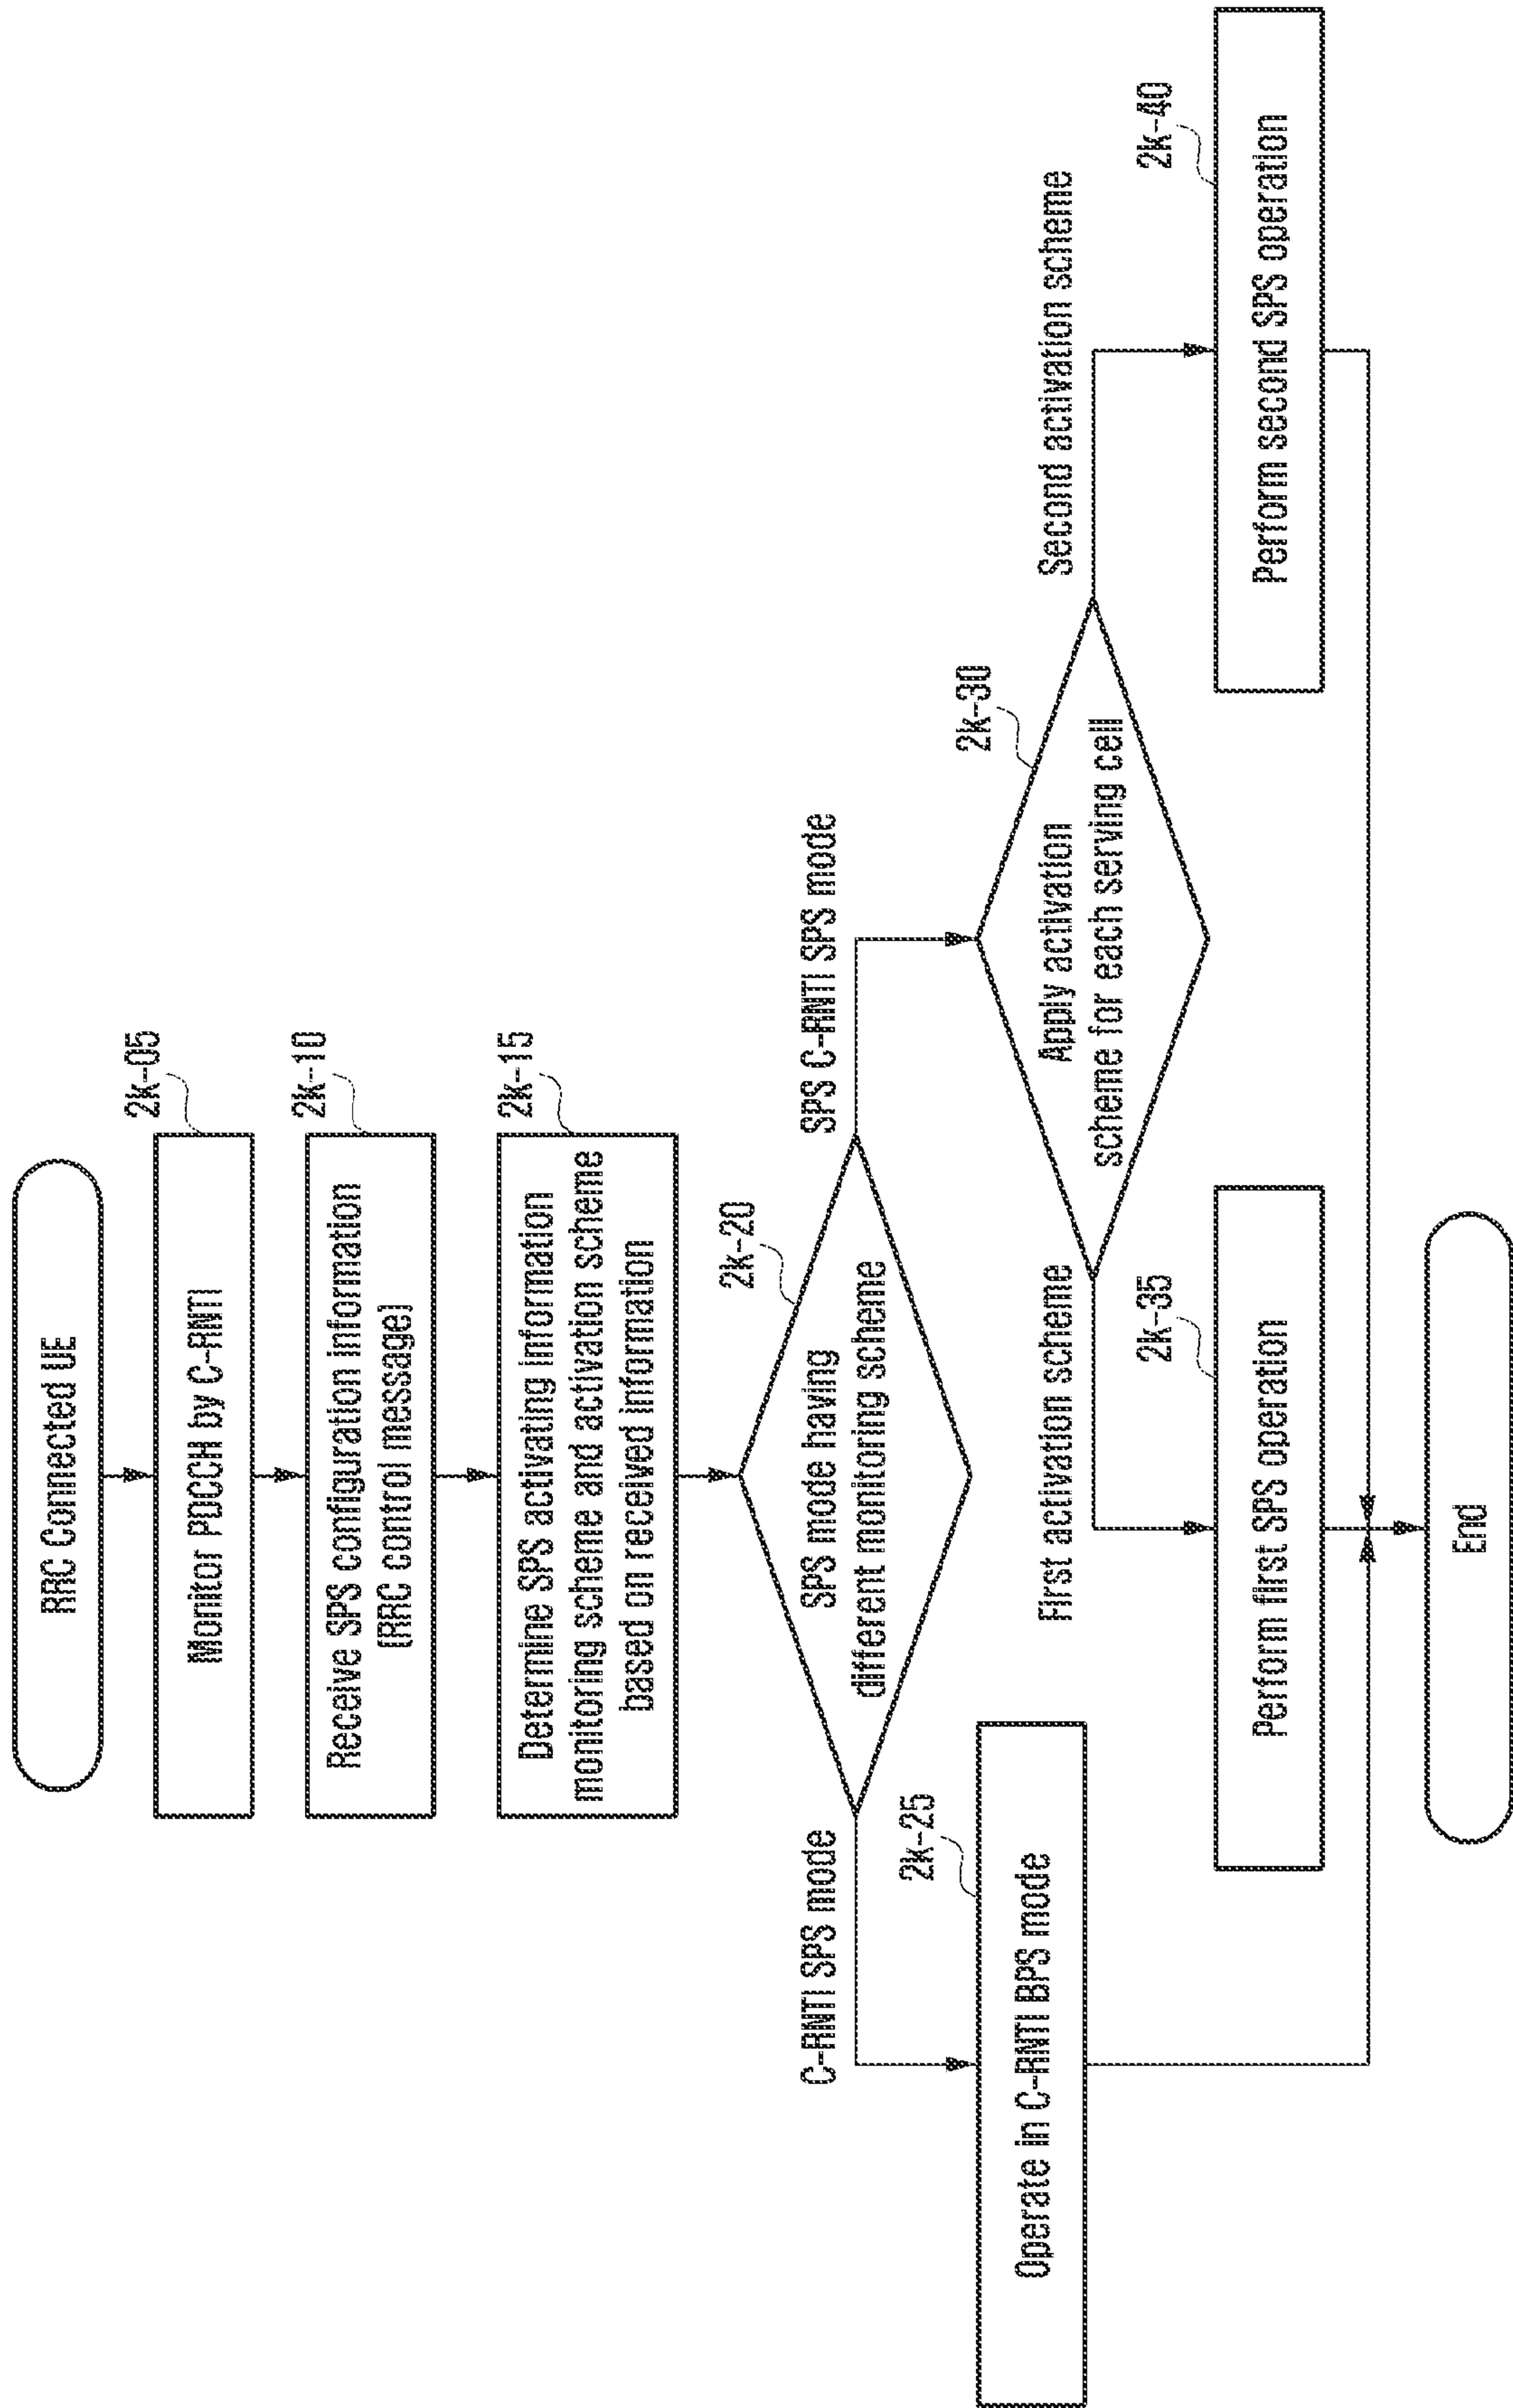 RRC Connected UE
2k-05
Monitor PDCCH by C-RNTI
2k-10
Receive SPS configuration information
(RRC control message)
2k-15
Determine SPS activating information
monitoring scheme and activation scheme
based on received information
2k-20
SPS mode having
different monitoring scheme
C-RNTI SPS mode
SPS C-RNTI SPS mode
2k-25
Operate in C-RNTI BPS mode
2k-30
Apply activation
scheme for each serving cell
First activation scheme
Second activation scheme
2k-35
Perform first SPS operation
2k-40
Perform second SPS operation
End